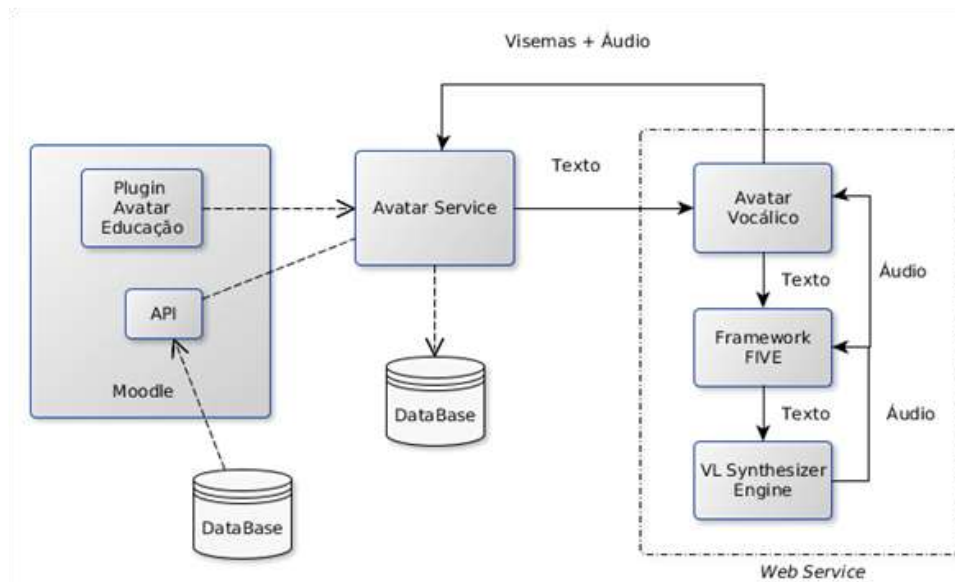 Visemas + Áudio
Plugin
Avatar
Educação
API
Moodle
DataBase
Avatar Service
DataBase
Texto
Avatar
Vocálico
Texto
Áudio
Framework
FIVE
Texto
Áudio
VL Synthesizer
Engine
Web Service